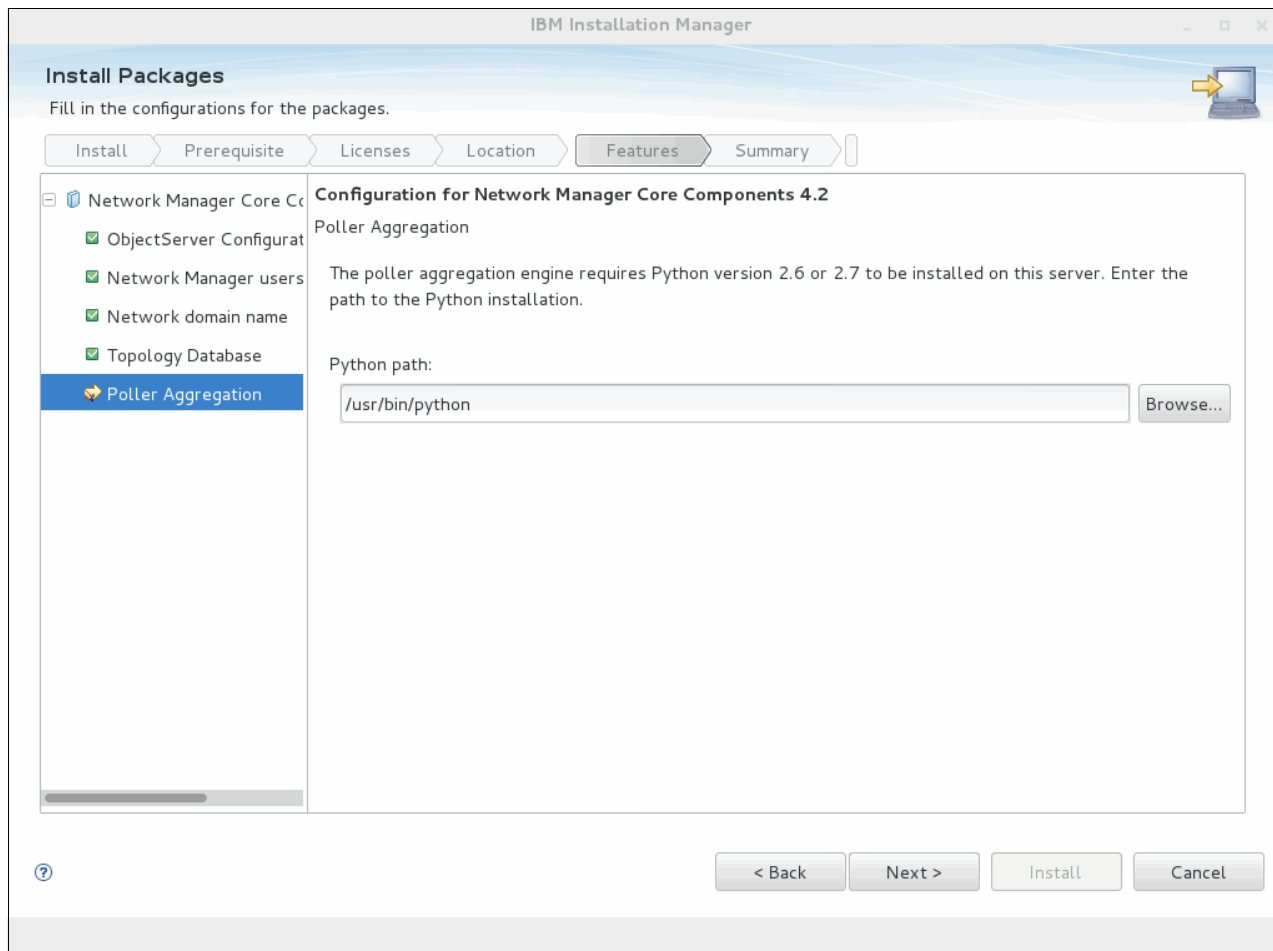 IBM Installation Manager
Install Packages
Fill in the configurations for the packages.
Install
Prerequisite
Licenses
Location
Features
Summary
Network Manager Core Co
ObjectServer Configurat
Network Manager users
Network domain name
Topology Database
Poller Aggregation
Configuration for Network Manager Core Components 4.2
Poller Aggregation
The poller aggregation engine requires Python version 2.6 or 2.7 to be installed on this server. Enter the
path to the Python installation.
Python path:
/usr/bin/python
Browse...
?
< Back
Next >
Install
Cancel